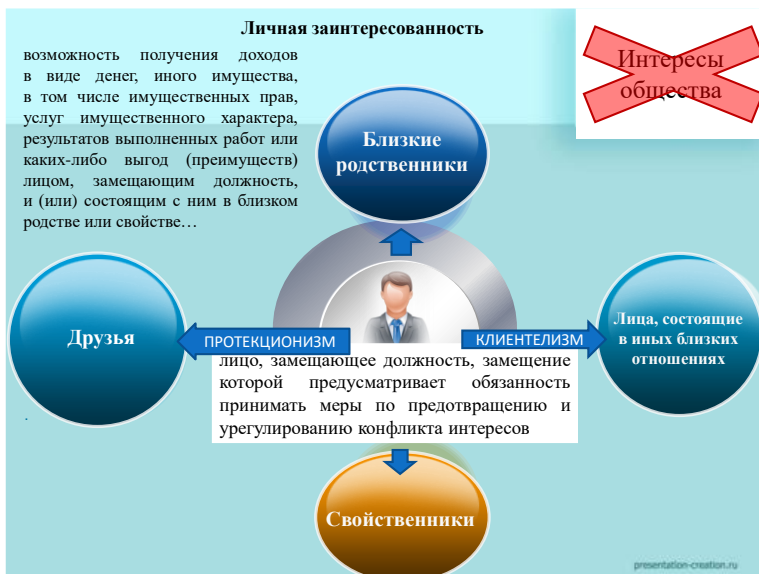 Личная заинтересованность
возможность получения доходов
в виде денег, иного имущества,
в том числе имущественных прав,
услуг имущественного характера,
результатов выполненных работ или
каких-либо выгод (преимуществ)
лицом, замещающим должность,
и (или) состоящим с ним в близком
родстве или свойстве…
Интересы
общества
Близкие
родственники
Друзья
ПРОТЕКЦИОНИЗМ
КЛИЕНТЕЛИЗМ
Лица, состоящие
в иных близких
отношениях
лицо, замещающее должность, замещение
которой предусматривает обязанность
принимать меры по предотвращению и
урегулированию конфликта интересов
.
Свойственники
presentation-creation.ru